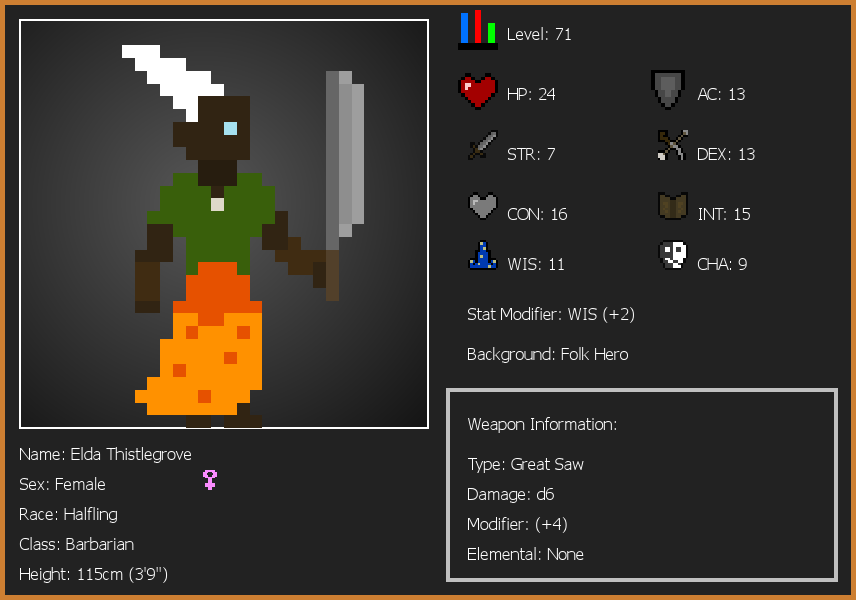 Level: 71
HP: 24
AC: 13
STR: 7
DEX: 13
CON: 16
INT: 15
WIS: 11
CHA: 9
Stat Modifier: WIS (+2)
Background: Folk Hero
Weapon Information:
Type: Great Saw
Damage: d6
Modifier: (+4)
Elemental: None
Name: Elda Thistlegrove
Sex: Female
Race: Halfling
Class: Barbarian
Height: 115cm (3'9")